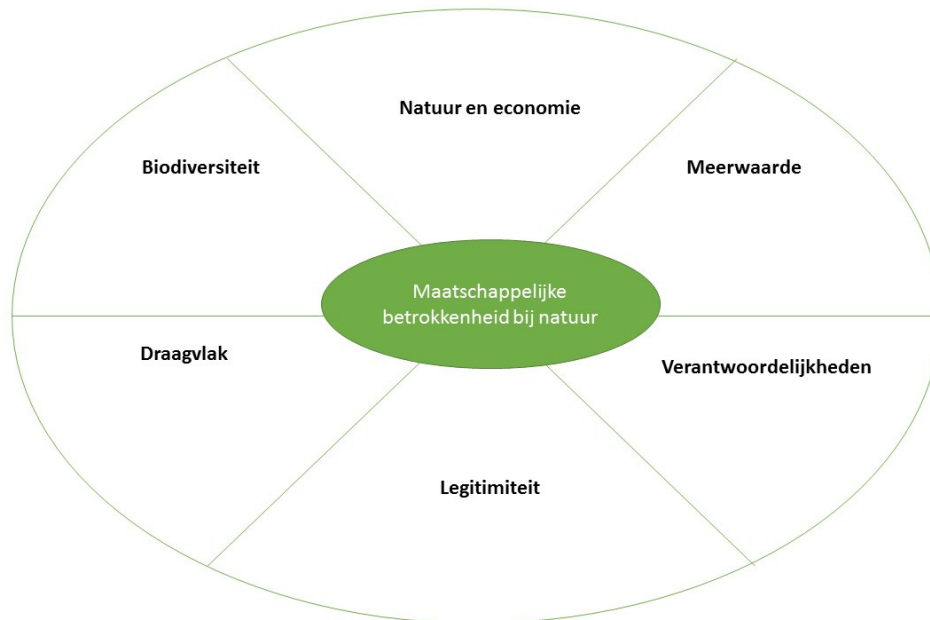 Natuur en economie
Biodiversiteit
Meerwaarde
Maatschappelijke
betrokkenheid bij natuur
Draagvlak
Verantwoordelijkheden
Legitimiteit